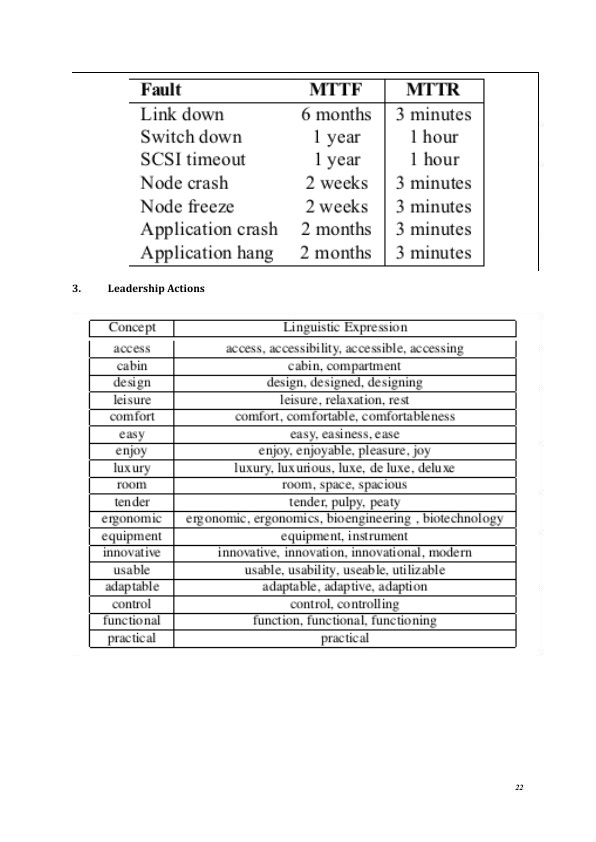 Fault MTTF MTTR
Link down 6 months 3 minutes
Switch down 1 year 1 hour
SCSI timeout 1 year 1 hour
Node crash 2 weeks 3 minutes
Node freeze 2 weeks 3 minutes
Application crash 2 months 3 minutes
Application hang 2 months 3 minutes
3. Leadership Actions
Concept Linguistic Expression
access access, accessibility, accessible, accessing
cabin cabin, compartment
design design, designed, designing
leisure leisure, relaxation, rest
comfort comfort, comfortable, comfortableness
easy easy, easiness, ease
enjoy enjoy, enjoyable, pleasure, joy
luxury luxury, luxurious, luxe, de luxe, deluxe
room room, space, spacious
tender tender, pulpy, peaty
ergonomic ergonomic, ergonomics, bioengineering , biotechnology
equipment equipment, instrument
innovative innovative, innovation, innovational, modern
usable usable, usability, useable, utilizable
adaptable adaptable, adaptive, adaption
control control, controlling
functional function, functional, functioning
practical practical
22